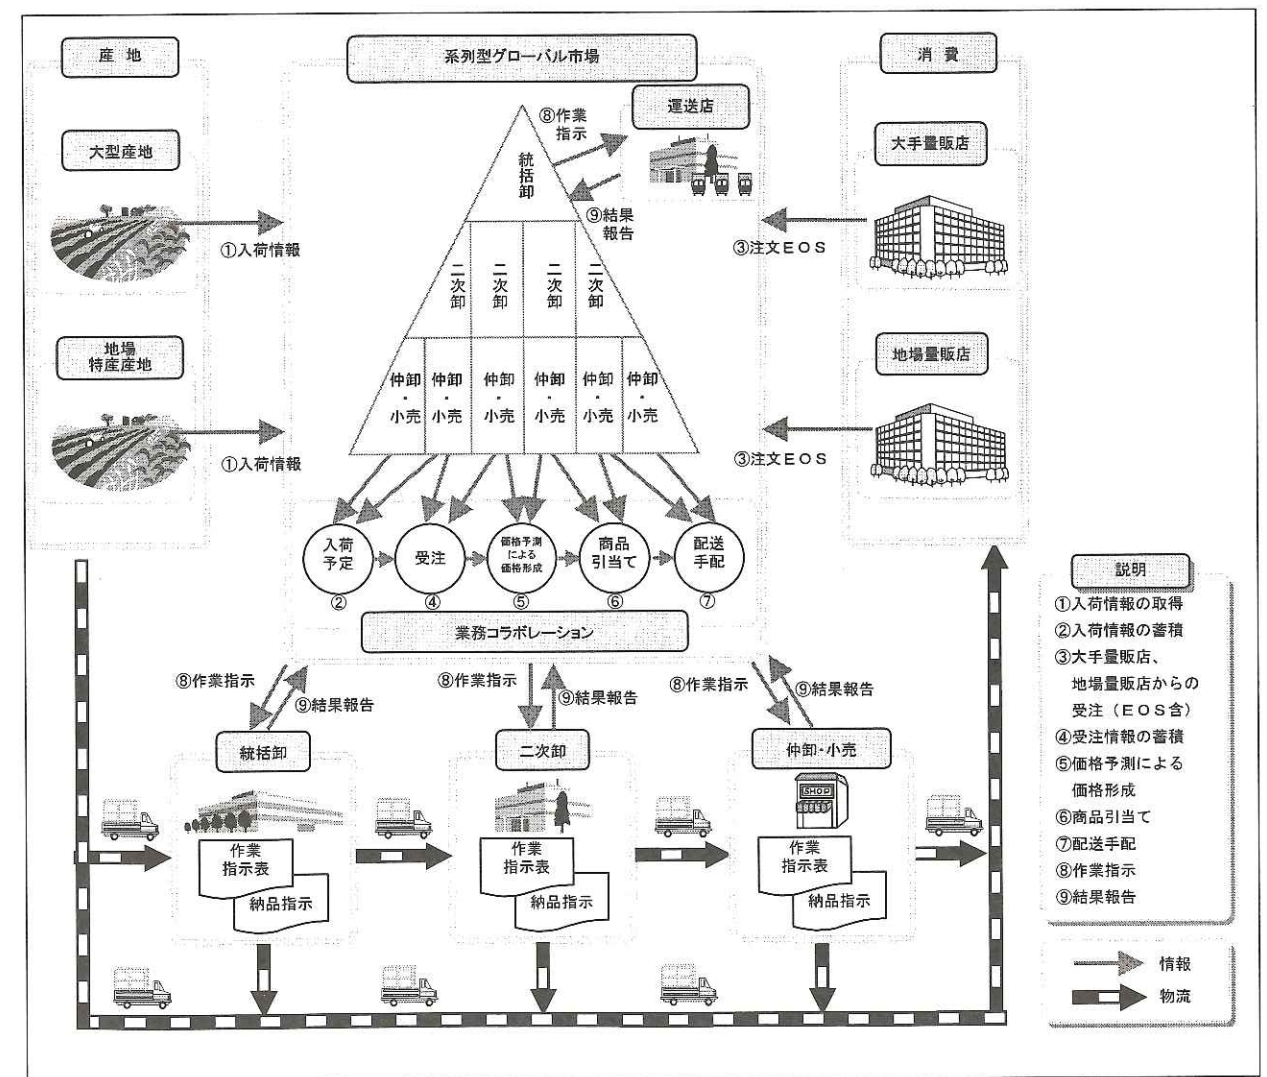 産 地
系列型グローバル市場
消 費
運送店
大型産地
大手量販店
⑧作業
指示
⑨結果
報告
①入荷情報
③注文ＥＯＳ
統括卸
二次卸
二次卸
二次卸
二次卸
地場
特産産地
地場量販店
仲卸・小売
仲卸・小売
仲卸・小売
仲卸・小売
仲卸・小売
仲卸・小売
①入荷情報
③注文ＥＯＳ
入荷
予定
受注
価格予測
による
価格形成
商品
引当て
配送
手配
②
④
⑤
⑥
⑦
業務コラボレーション
⑧作業指示
⑨結果報告
⑧作業指示
⑨結果報告
⑧作業指示
⑨結果報告
統括卸
二次卸
仲卸・小売
SHOP
作業
指示表
納品指示
作業
指示表
納品指示
作業
指示表
納品指示
説明
①入荷情報の取得
②入荷情報の蓄積
③大手量販店、
地場量販店からの
受注（ＥＯＳ含）
④受注情報の蓄積
⑤価格予測による
価格形成
⑥商品引当て
⑦配送手配
⑧作業指示
⑨結果報告
情報
物流